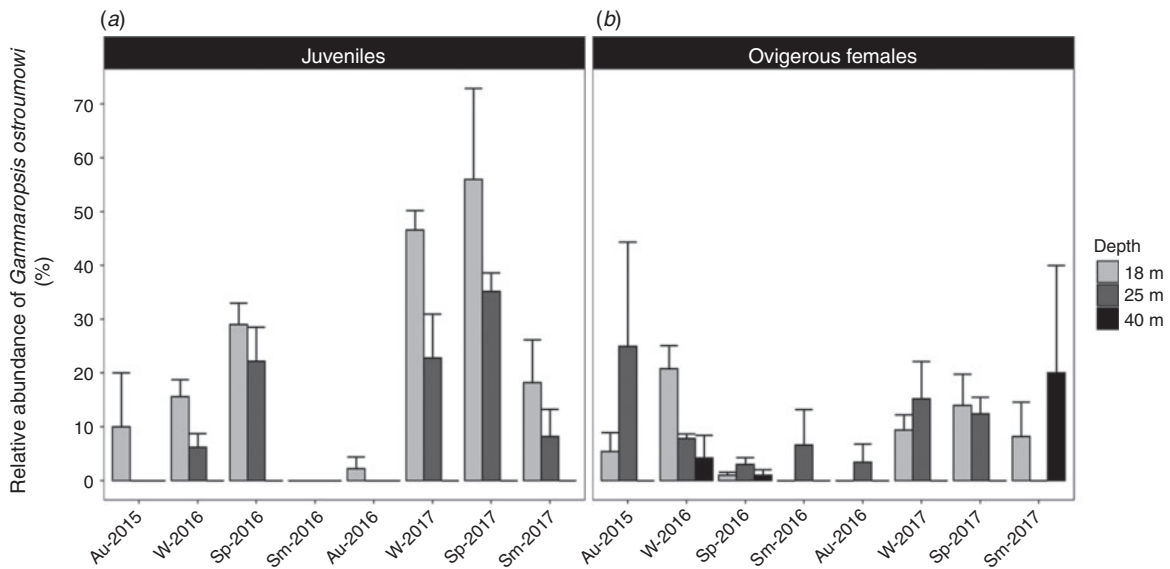 (a)
(b)
Juveniles
Ovigerous females
Relative abundance of Gammaropsis ostroumowi
(%)
70
60
50
40
30
20
10
0
Au-2015
W-2016
Sp-2016
Sm-2016
Au-2016
W-2017
Sp-2017
Sm-2017
Au-2015
W-2016
Sp-2016
Sm-2016
Au-2016
W-2017
Sp-2017
Sm-2017
Depth
18 m
25 m
40 m